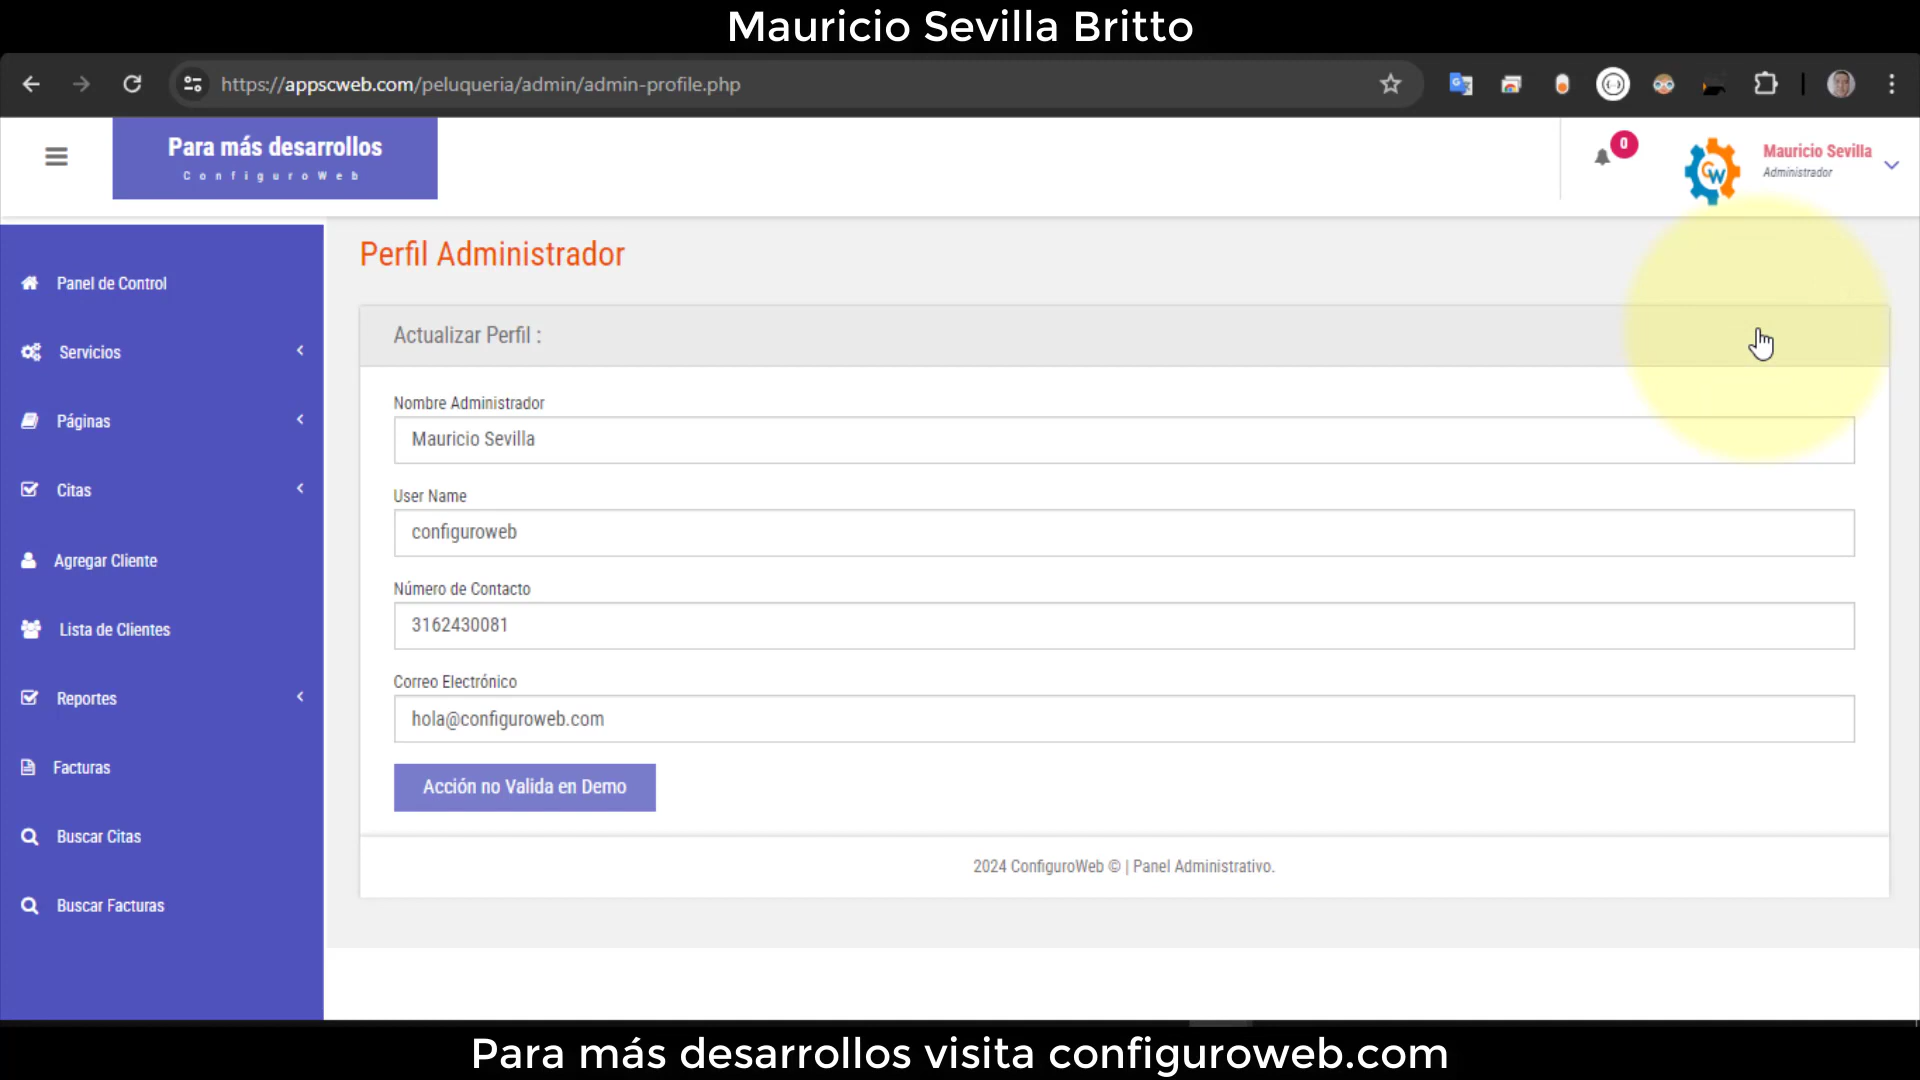 Mauricio Sevilla Britto
https://appscweb.com/peluqueria/admin/admin-profile.php
Para más desarrollos
ConfiguroWeb
0
CW
Mauricio Sevilla
Administrador
Panel de Control
Servicios
Páginas
Citas
Agregar Cliente
Lista de Clientes
Reportes
Facturas
Buscar Citas
Buscar Facturas
Perfil Administrador
Actualizar Perfil :
Nombre Administrador
Mauricio Sevilla
User Name
configuroweb
Número de Contacto
3162430081
Correo Electrónico
hola@configuroweb.com
Acción no Valida en Demo
2024 ConfiguroWeb © | Panel Administrativo.
Para más desarrollos visita configuroweb.com